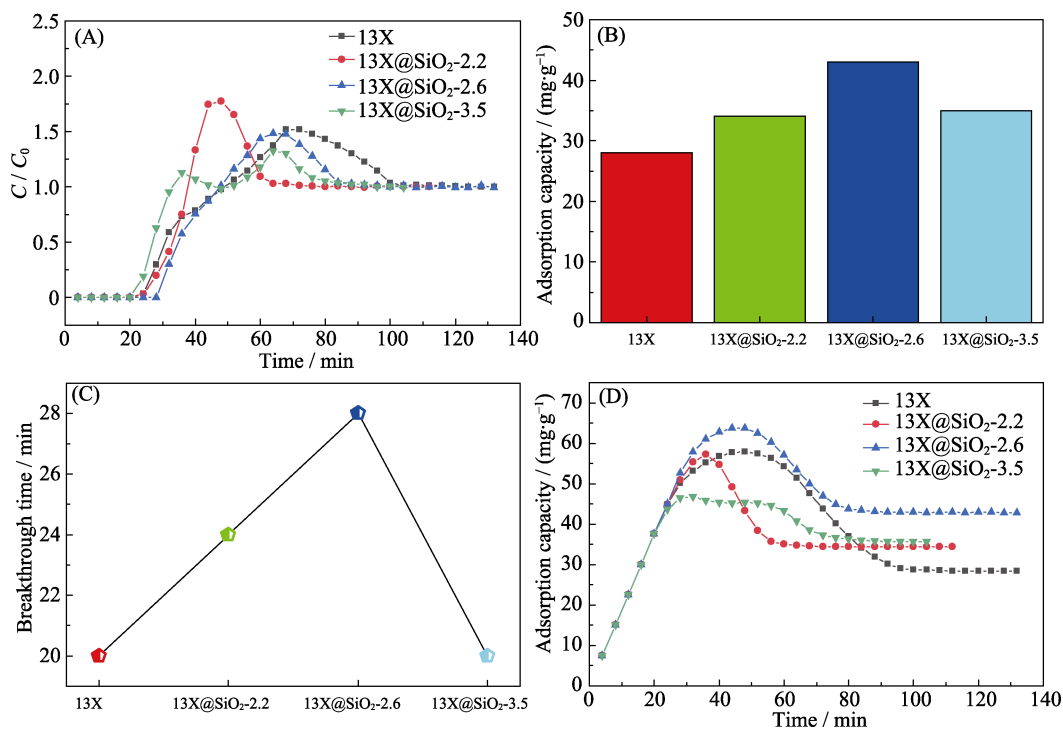 (A)
13X
13X@SiO₂-2.2
13X@SiO₂-2.6
13X@SiO₂-3.5
2.5
2.0
1.5
1.0
0.5
0
C / C₀
0 20 40 60 80 100 120 140
Time / min
(B)
50
40
30
20
10
0
Adsorption capacity / (mg·g⁻¹)
13X 13X@SiO₂-2.2 13X@SiO₂-2.6 13X@SiO₂-3.5
(C)
28
26
24
22
20
Breakthrough time / min
13X 13X@SiO₂-2.2 13X@SiO₂-2.6 13X@SiO₂-3.5
(D)
13X
13X@SiO₂-2.2
13X@SiO₂-2.6
13X@SiO₂-3.5
70
60
50
40
30
20
10
0
Adsorption capacity / (mg·g⁻¹)
0 20 40 60 80 100 120 140
Time / min